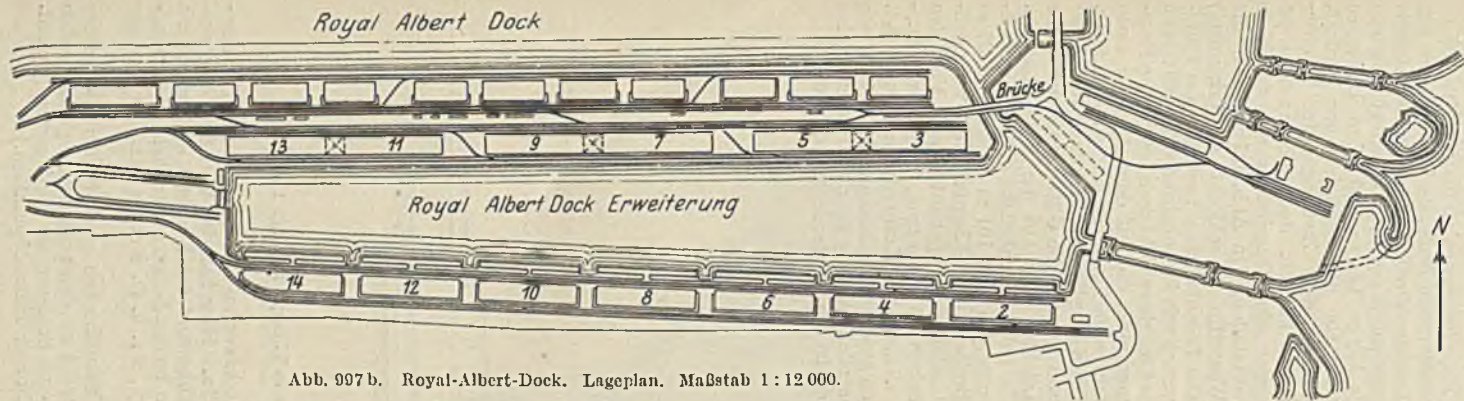 Royal Albert Dock
Brücke
13 11 9 7 5 3
Royal Albert Dock Erweiterung
N
14 12 10 8 6 4 2
Abb. 997b. Royal-Albert-Dock. Lageplan. Maßstab 1 : 12 000.